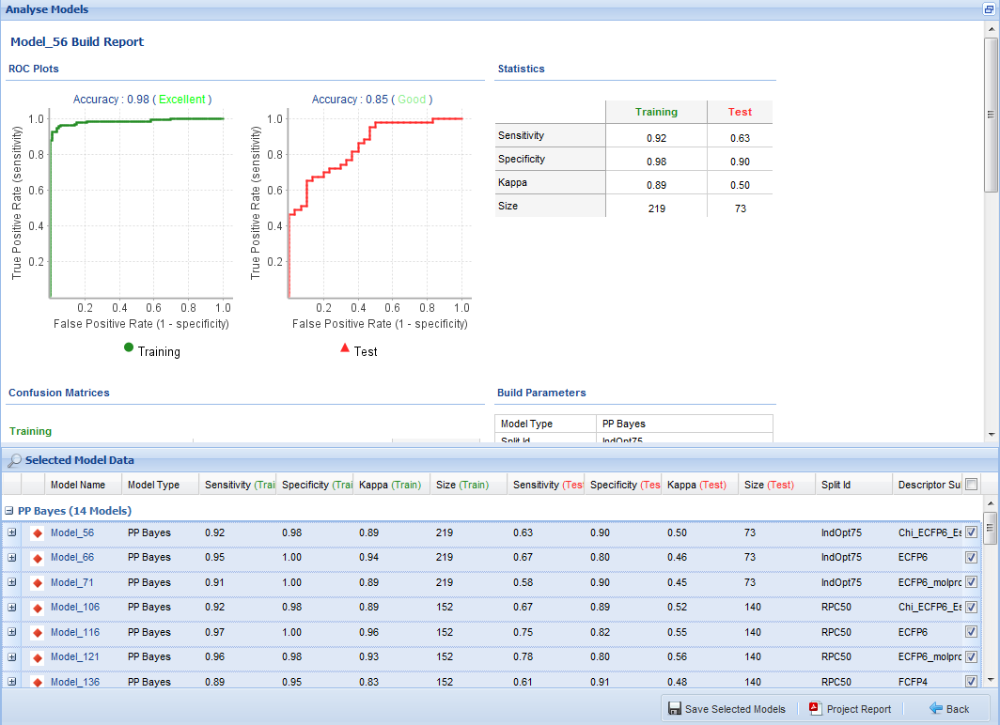 Analyse Models
Model_56 Build Report
ROC Plots
Accuracy : 0.98 ( Excellent )
Accuracy : 0.85 ( Good )
True Positive Rate (sensitivity)
1.0
0.8
0.6
0.4
0.2
0.2 0.4 0.6 0.8 1.0
False Positive Rate (1 - specificity)
Training
True Positive Rate (sensitivity)
1.0
0.8
0.6
0.4
0.2
0.2 0.4 0.6 0.8 1.0
False Positive Rate (1 - specificity)
Test
Statistics
Training Test
Sensitivity 0.92 0.63
Specificity 0.98 0.90
Kappa 0.89 0.50
Size 219 73
Confusion Matrices
Training
Build Parameters
Model Type PP Bayes
Split Id IndOpt75
Selected Model Data
Model Name Model Type Sensitivity (Trai Specificity (Trai Kappa (Train) Size (Train) Sensitivity (Test Specificity (Tes Kappa (Test) Size (Test) Split Id Descriptor Su
PP Bayes (14 Models)
Model_56 PP Bayes 0.92 0.98 0.89 219 0.63 0.90 0.50 73 IndOpt75 Chi_ECFP6_Es
Model_66 PP Bayes 0.95 1.00 0.94 219 0.67 0.80 0.46 73 IndOpt75 ECFP6
Model_71 PP Bayes 0.91 1.00 0.89 219 0.58 0.90 0.45 73 IndOpt75 ECFP6_molpro
Model_106 PP Bayes 0.92 0.98 0.89 152 0.67 0.89 0.52 140 RPC50 Chi_ECFP6_Es
Model_116 PP Bayes 0.97 1.00 0.96 152 0.75 0.82 0.55 140 RPC50 ECFP6
Model_121 PP Bayes 0.96 0.98 0.93 152 0.78 0.80 0.56 140 RPC50 ECFP6_molpro
Model_136 PP Bayes 0.89 0.95 0.83 152 0.61 0.91 0.48 140 RPC50 FCFP4
Save Selected Models Project Report Back